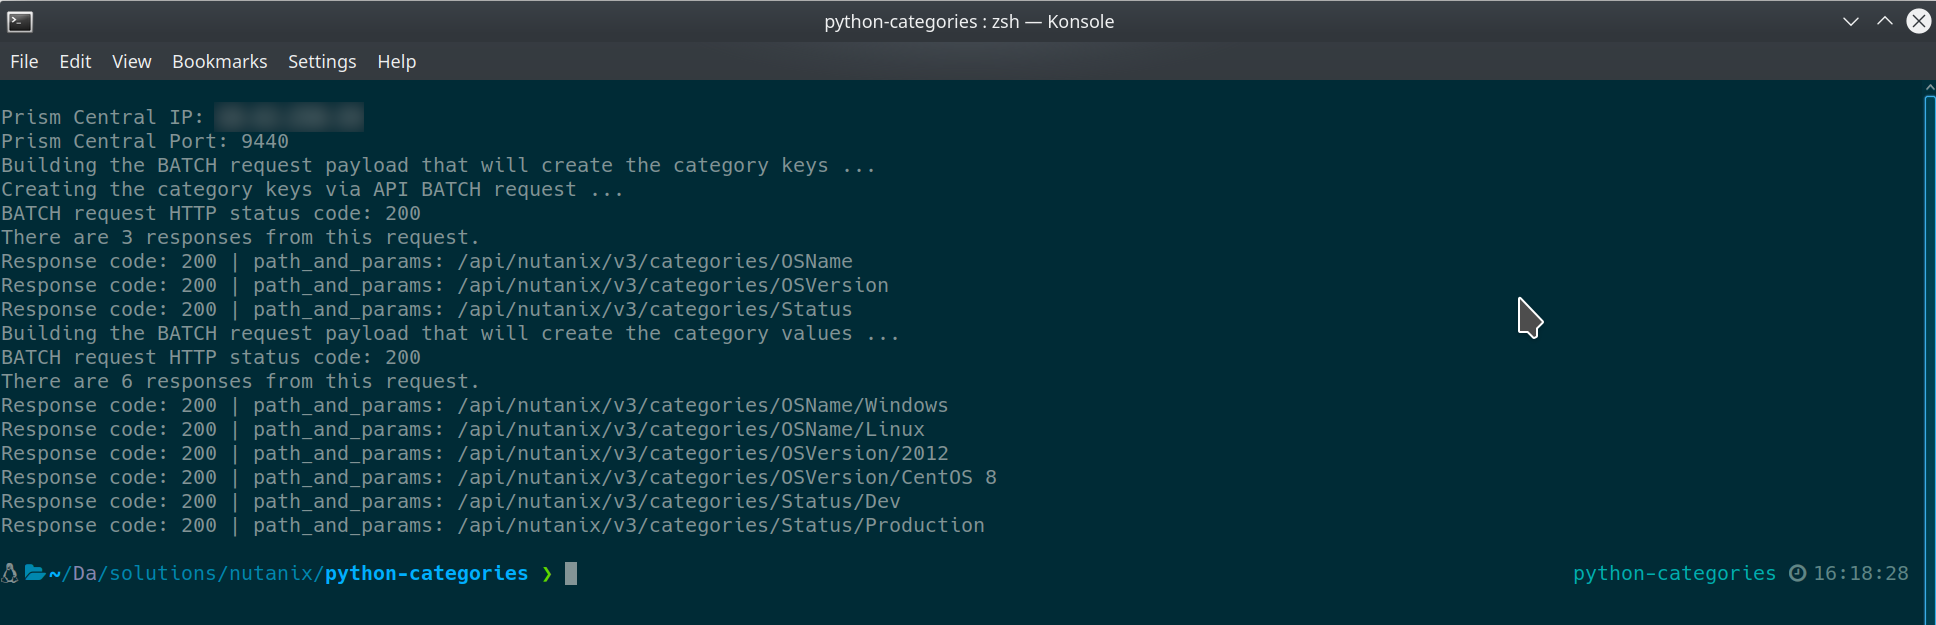 python-categories : zsh — Konsole
File Edit View Bookmarks Settings Help
Prism Central IP:
Prism Central Port: 9440
Building the BATCH request payload that will create the category keys ...
Creating the category keys via API BATCH request ...
BATCH request HTTP status code: 200
There are 3 responses from this request.
Response code: 200 | path_and_params: /api/nutanix/v3/categories/OSName
Response code: 200 | path_and_params: /api/nutanix/v3/categories/OSVersion
Response code: 200 | path_and_params: /api/nutanix/v3/categories/Status
Building the BATCH request payload that will create the category values ...
BATCH request HTTP status code: 200
There are 6 responses from this request.
Response code: 200 | path_and_params: /api/nutanix/v3/categories/OSName/Windows
Response code: 200 | path_and_params: /api/nutanix/v3/categories/OSName/Linux
Response code: 200 | path_and_params: /api/nutanix/v3/categories/OSVersion/2012
Response code: 200 | path_and_params: /api/nutanix/v3/categories/OSVersion/CentOS 8
Response code: 200 | path_and_params: /api/nutanix/v3/categories/Status/Dev
Response code: 200 | path_and_params: /api/nutanix/v3/categories/Status/Production
~/Da/solutions/nutanix/python-categories ❯ python-categories 16:18:28